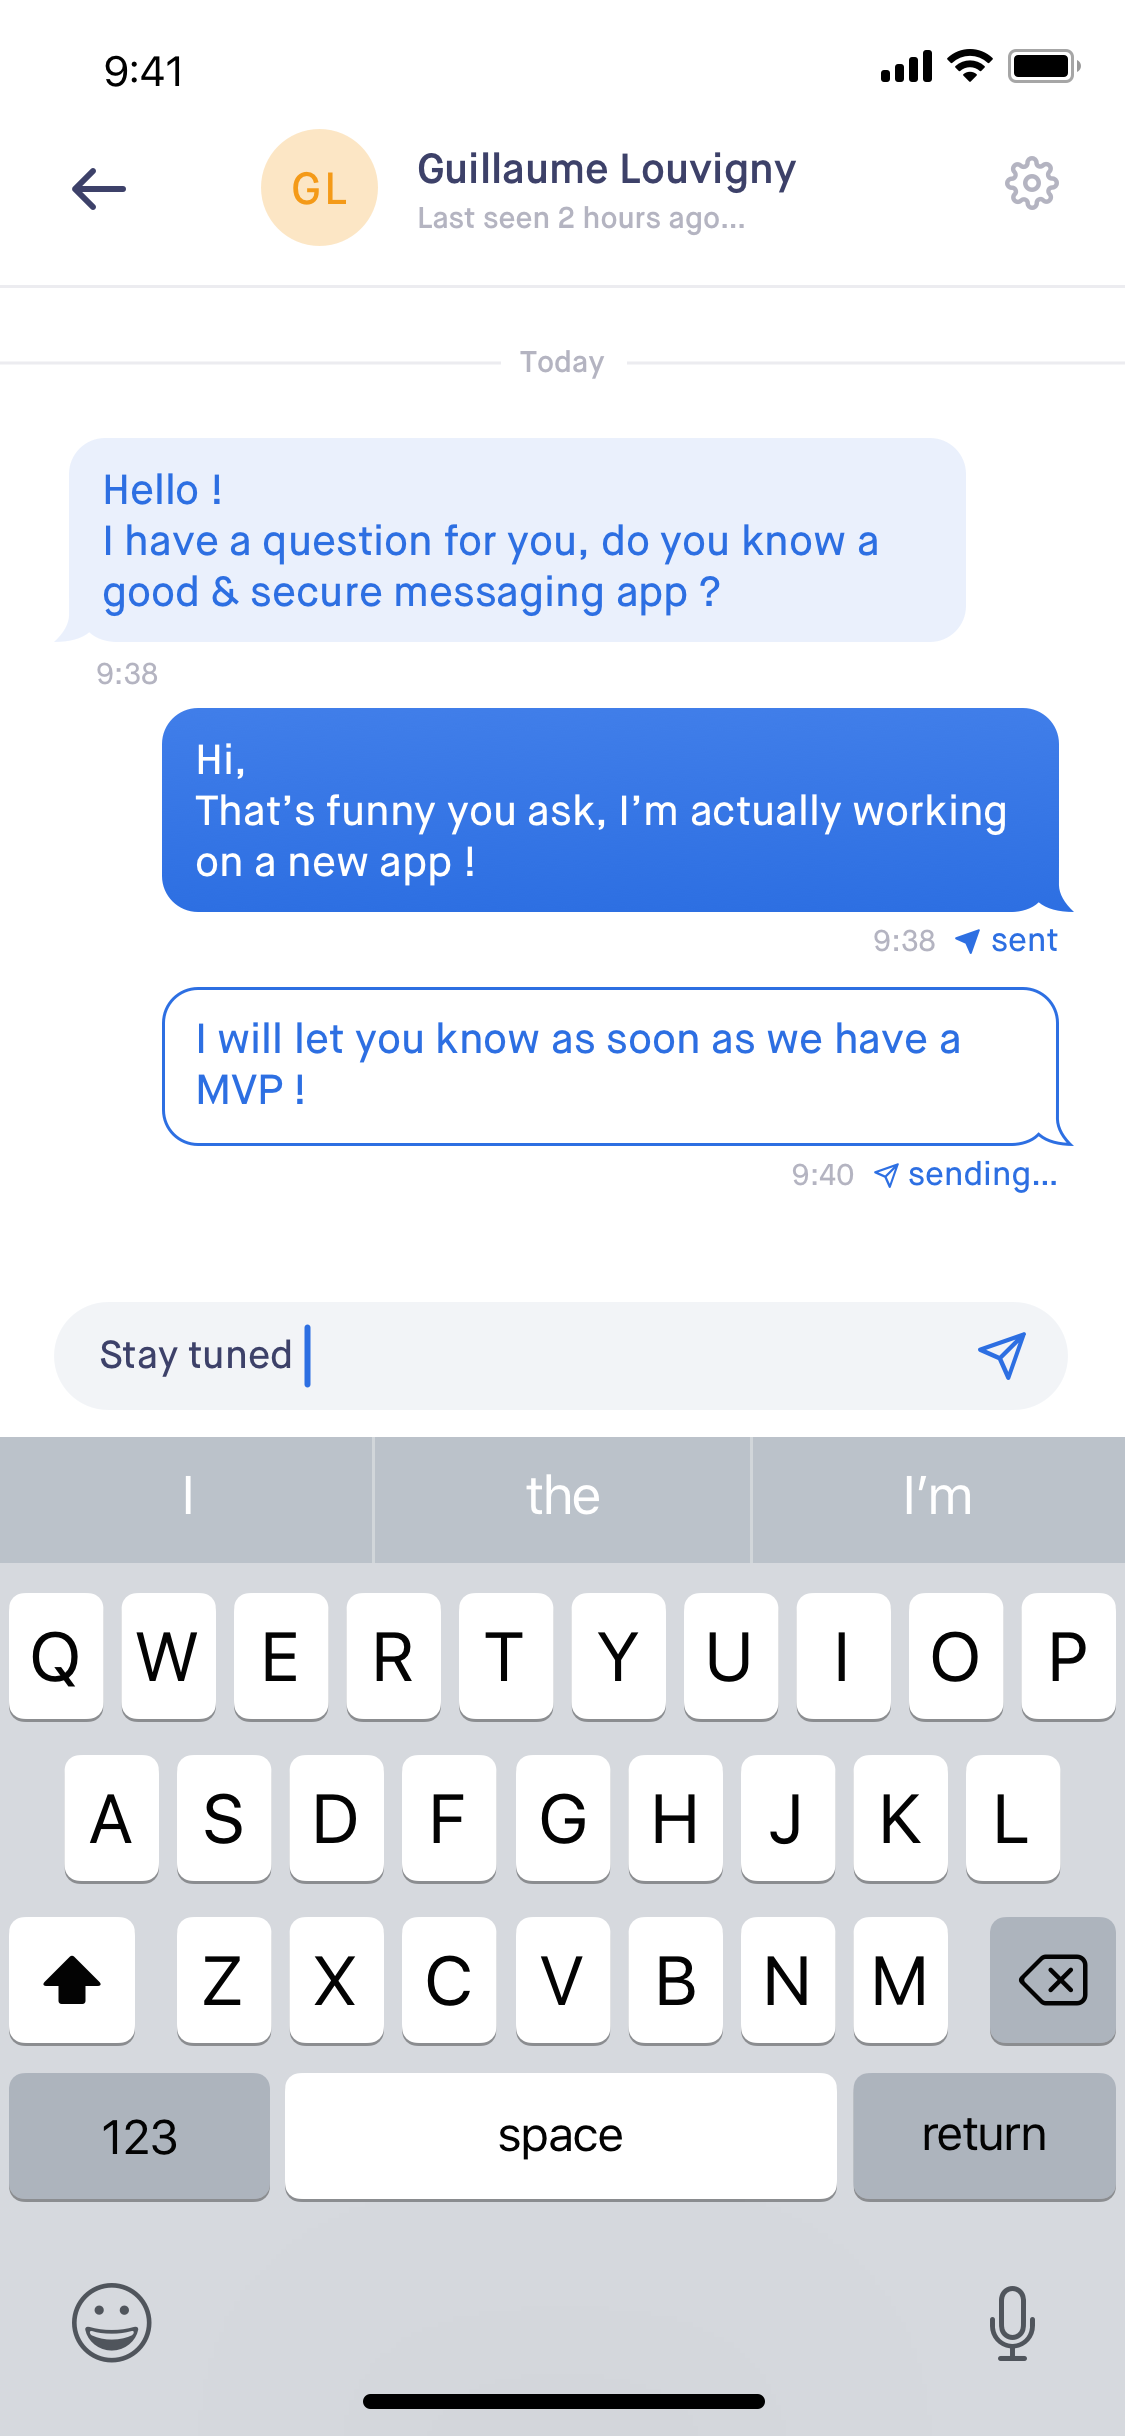 9:41
GL
Guillaume Louvigny
Last seen 2 hours ago...
Today
Hello !
I have a question for you, do you know a
good & secure messaging app ?
9:38
Hi,
That’s funny you ask, I’m actually working
on a new app !
9:38 sent
I will let you know as soon as we have a
MVP !
9:40 sending...
Stay tuned
I the I’m
Q W E R T Y U I O P
A S D F G H J K L
Z X C V B N M
123 space return